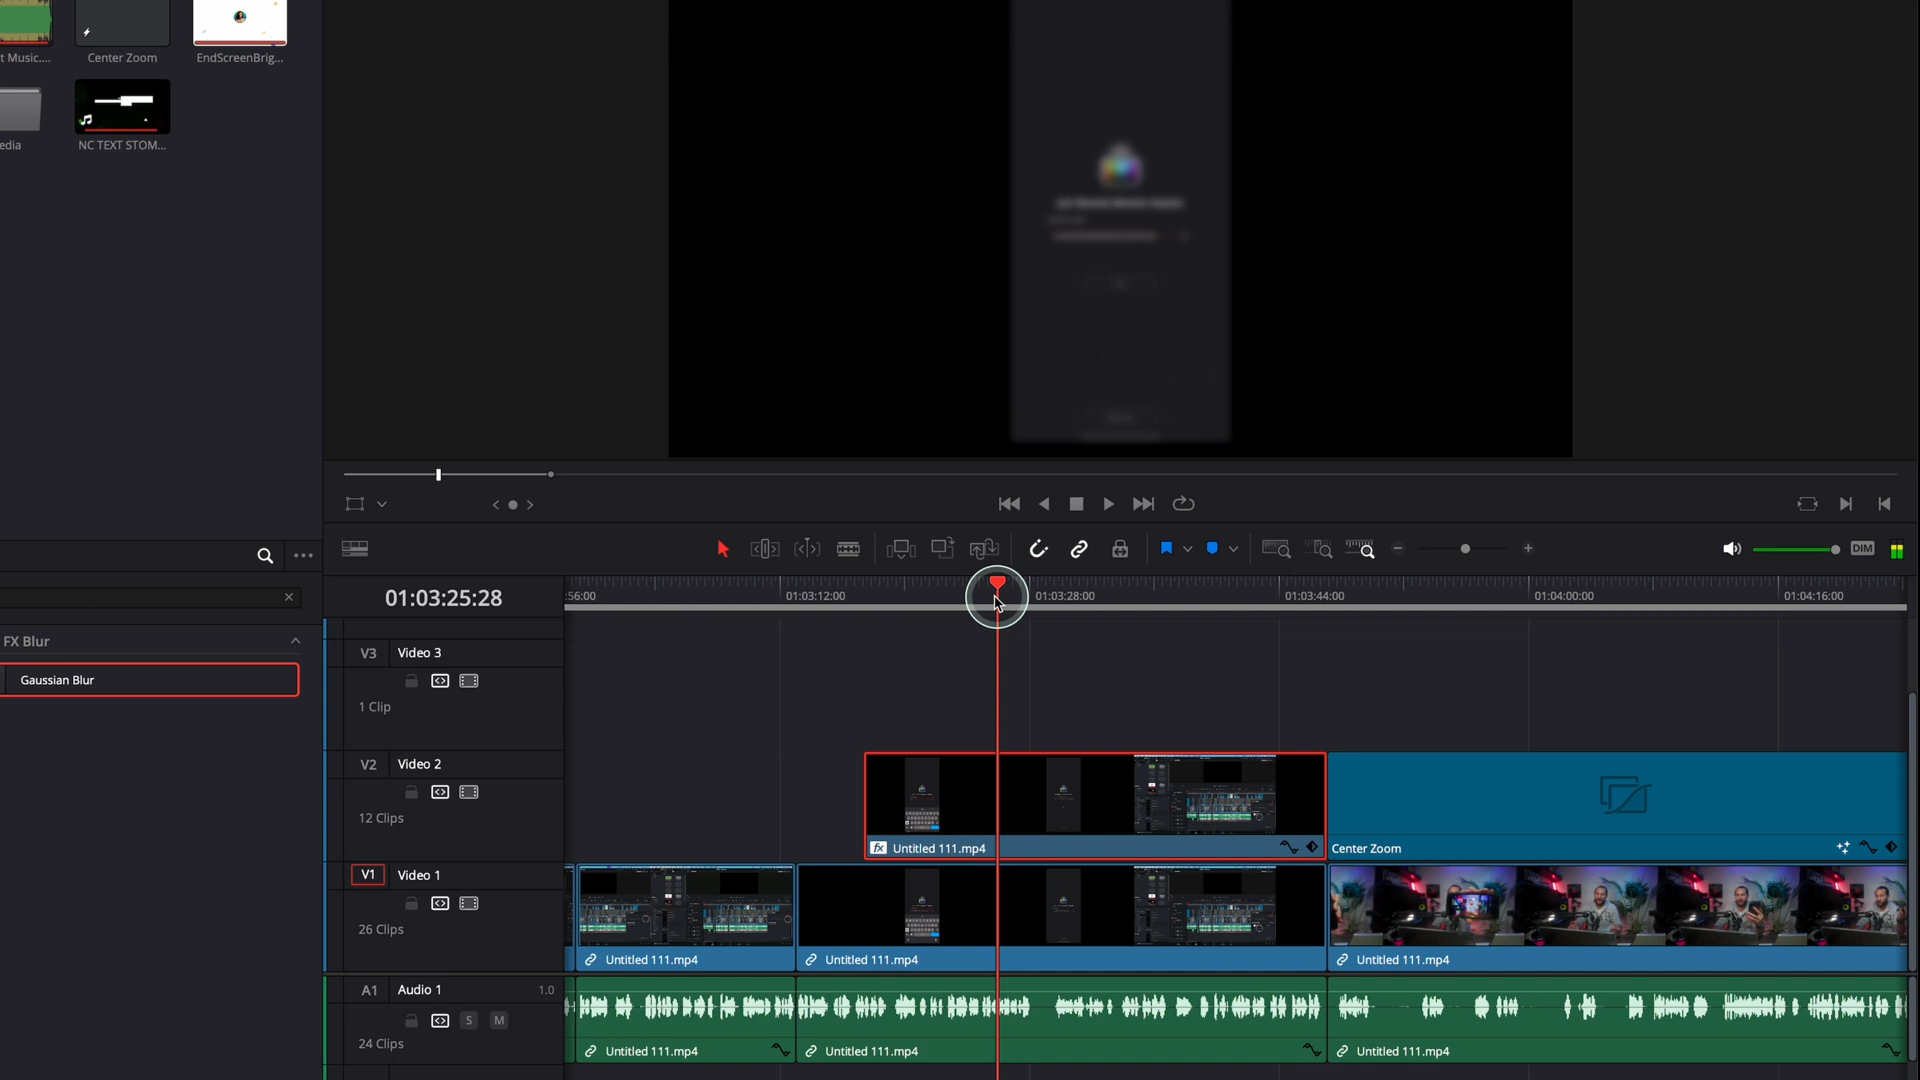 t Music....
Center Zoom
EndScreenBrig...
edia
NC TEXT STOM...
DIM
01:03:25:28
:56:00
01:03:12:00
01:03:28:00
01:03:44:00
01:04:00:00
01:04:16:00
FX Blur
Gaussian Blur
V3
Video 3
1 Clip
V2
Video 2
12 Clips
fx
Untitled 111.mp4
Center Zoom
V1
Video 1
26 Clips
Untitled 111.mp4
Untitled 111.mp4
Untitled 111.mp4
A1
Audio 1
1.0
S
M
24 Clips
Untitled 111.mp4
Untitled 111.mp4
Untitled 111.mp4